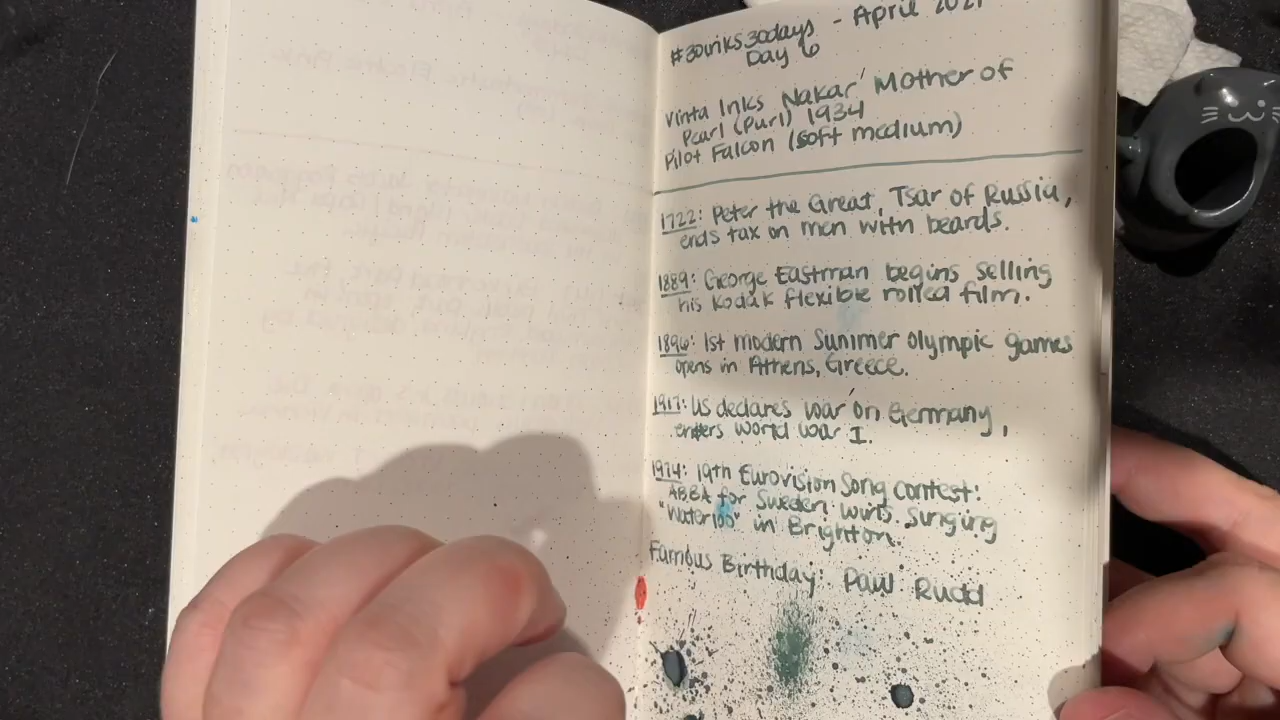 #30inks30days - April 2021
Day 6
Vinta Inks Nakar Mother of
Pearl (Purl) 1934
Pilot Falcon (soft medium)
1722: Peter the Great, Tsar of Russia,
ends tax on men with beards.
1889: George Eastman begins selling
his Kodak flexible rolled film.
1896: 1st modern Summer Olympic games
opens in Athens, Greece.
1917: US declares war on Germany,
enters World War I.
1974: 19th Eurovision Song Contest:
ABBA for Sweden wins singing
"Waterloo" in Brighton.
Famous Birthday: Paul Rudd